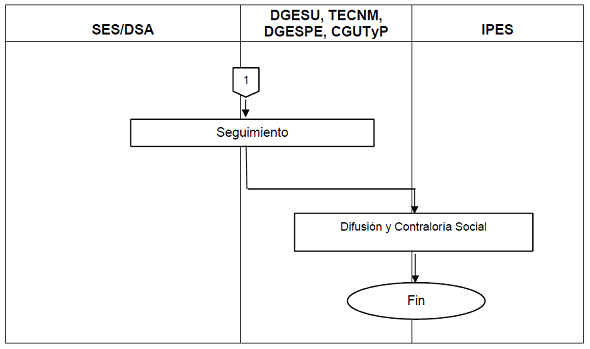 SES/DSA
DGESU, TECNM,
DGESPE, CGUTyP
IPES
1
Seguimiento
Difusión y Contraloría Social
Fin